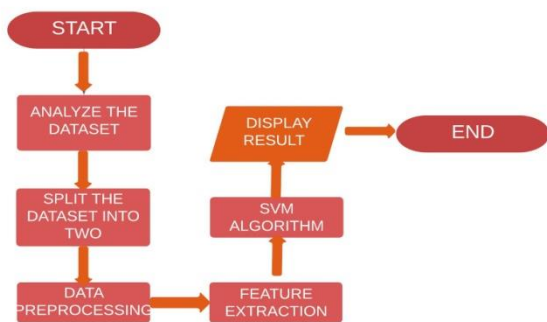 START
ANALYZE THE
DATASET
SPLIT THE
DATASET INTO
TWO
DATA
PREPROCESSING
FEATURE
EXTRACTION
SVM
ALGORITHM
DISPLAY
RESULT
END